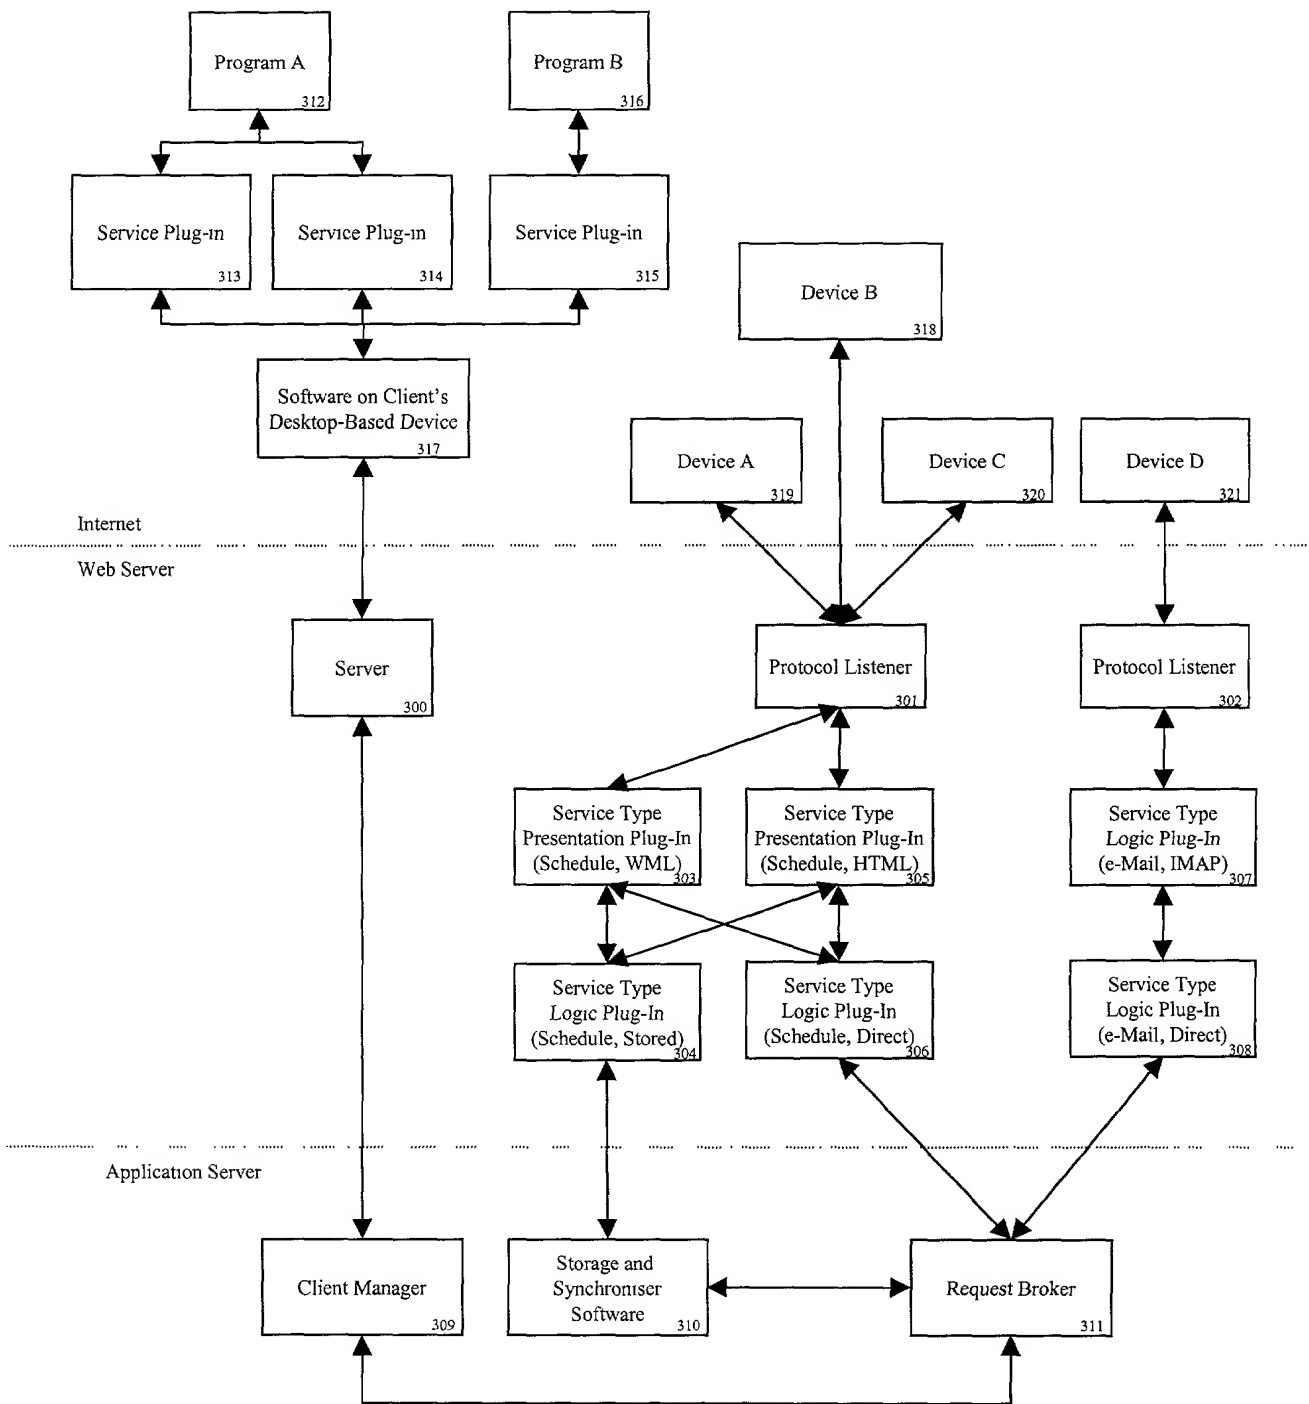 Program A
312
Program B
316
Service Plug-in
313
Service Plug-in
314
Service Plug-in
315
Device B
318
Software on Client's
Desktop-Based Device
317
Device A
319
Device C
320
Device D
321
Internet
Web Server
Server
300
Protocol Listener
301
Protocol Listener
302
Service Type
Presentation Plug-In
(Schedule, WML)
303
Service Type
Presentation Plug-In
(Schedule, HTML)
305
Service Type
Logic Plug-In
(e-Mail, IMAP)
307
Service Type
Logic Plug-In
(Schedule, Stored)
304
Service Type
Logic Plug-In
(Schedule, Direct)
306
Service Type
Logic Plug-In
(e-Mail, Direct)
308
Application Server
Client Manager
309
Storage and
Synchroniser
Software
310
Request Broker
311